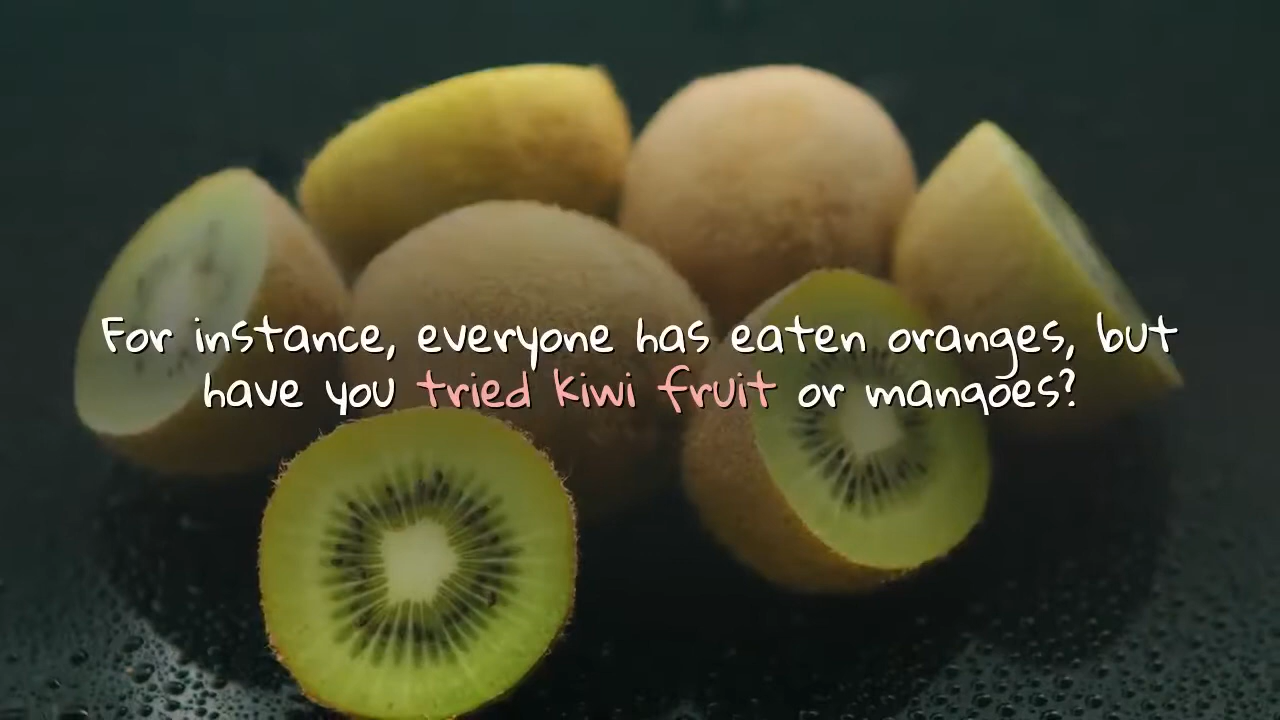 For instance, everyone has eaten oranges, but
have you tried kiwi fruit or mangoes?